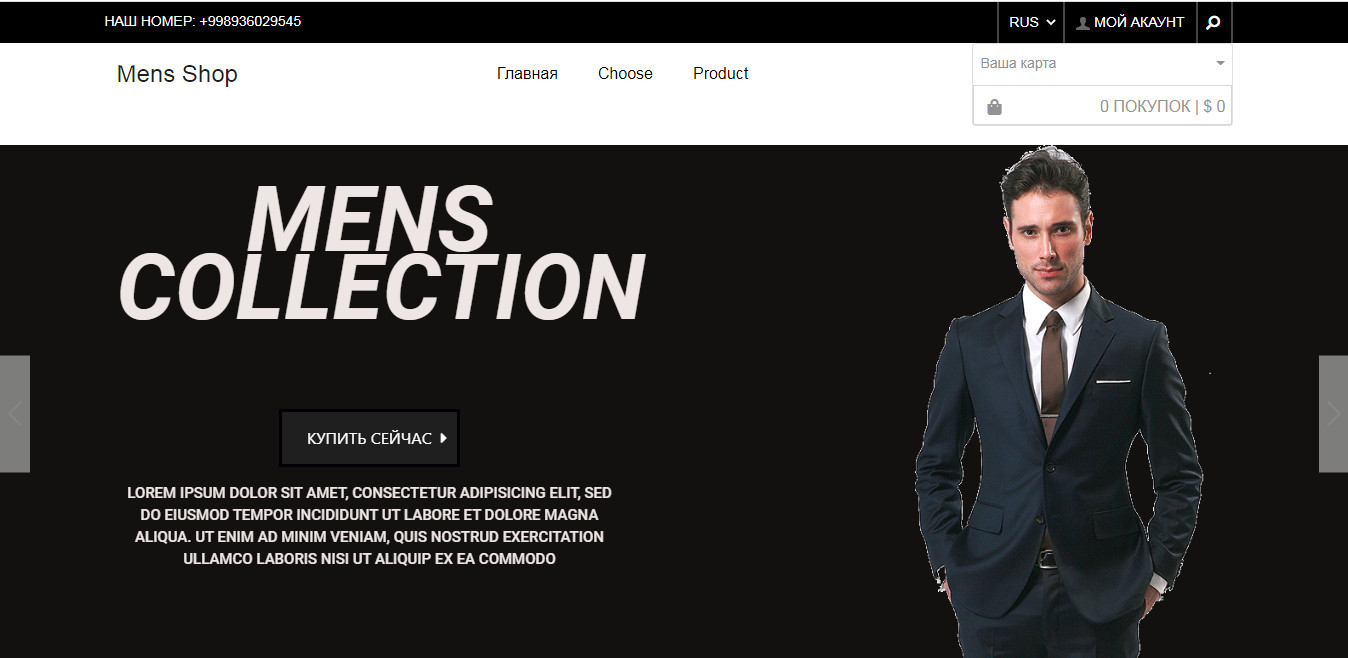 НАШ НОМЕР: +998936029545
RUS
МОЙ АКАУНТ
Mens Shop
Главная
Choose
Product
Ваша карта
0 ПОКУПОК | $ 0
MENS
COLLECTION
КУПИТЬ СЕЙЧАС
LOREM IPSUM DOLOR SIT AMET, CONSECTETUR ADIPISICING ELIT, SED
DO EIUSMOD TEMPOR INCIDIDUNT UT LABORE ET DOLORE MAGNA
ALIQUA. UT ENIM AD MINIM VENIAM, QUIS NOSTRUD EXERCITATION
ULLAMCO LABORIS NISI UT ALIQUIP EX EA COMMODO